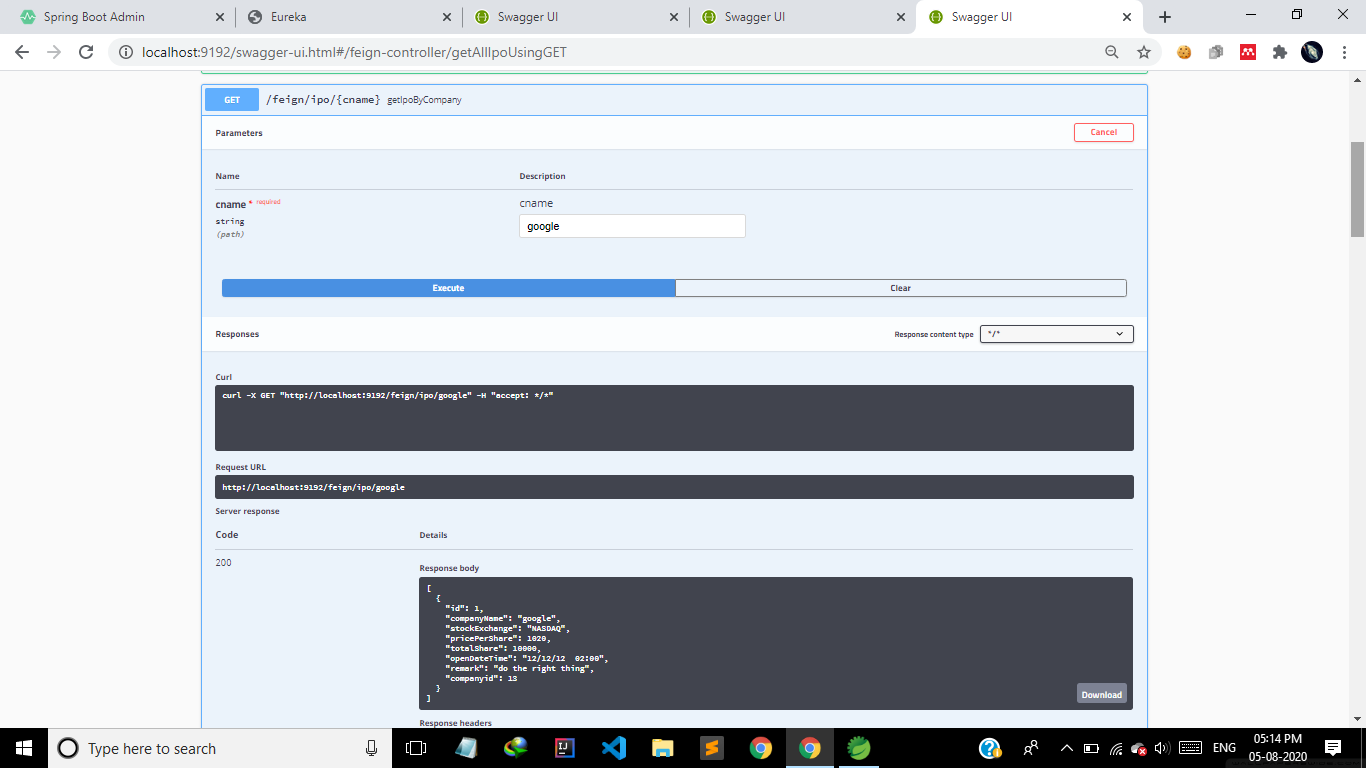 Spring Boot Admin
Eureka
Swagger UI
Swagger UI
Swagger UI
localhost:9192/swagger-ui.html#/feign-controller/getAllIpoUsingGET
GET /feign/ipo/{cname} getIpoByCompany
Parameters
Cancel
Name Description
cname * required
cname
string
(path)
google
Execute
Clear
Responses
Response content type */*
Curl
curl -X GET "http://localhost:9192/feign/ipo/google" -H "accept: */*"
Request URL
http://localhost:9192/feign/ipo/google
Server response
Code Details
200
Response body
[
{
"id": 1,
"companyName": "google",
"stockExchange": "NASDAQ",
"pricePerShare": 1020,
"totalShare": 10000,
"openDateTime": "12/12/12  02:00",
"remark": "do the right thing",
"companyid": 13
}
]
Download
Response headers
Type here to search
IJ
ENG
05:14 PM
05-08-2020